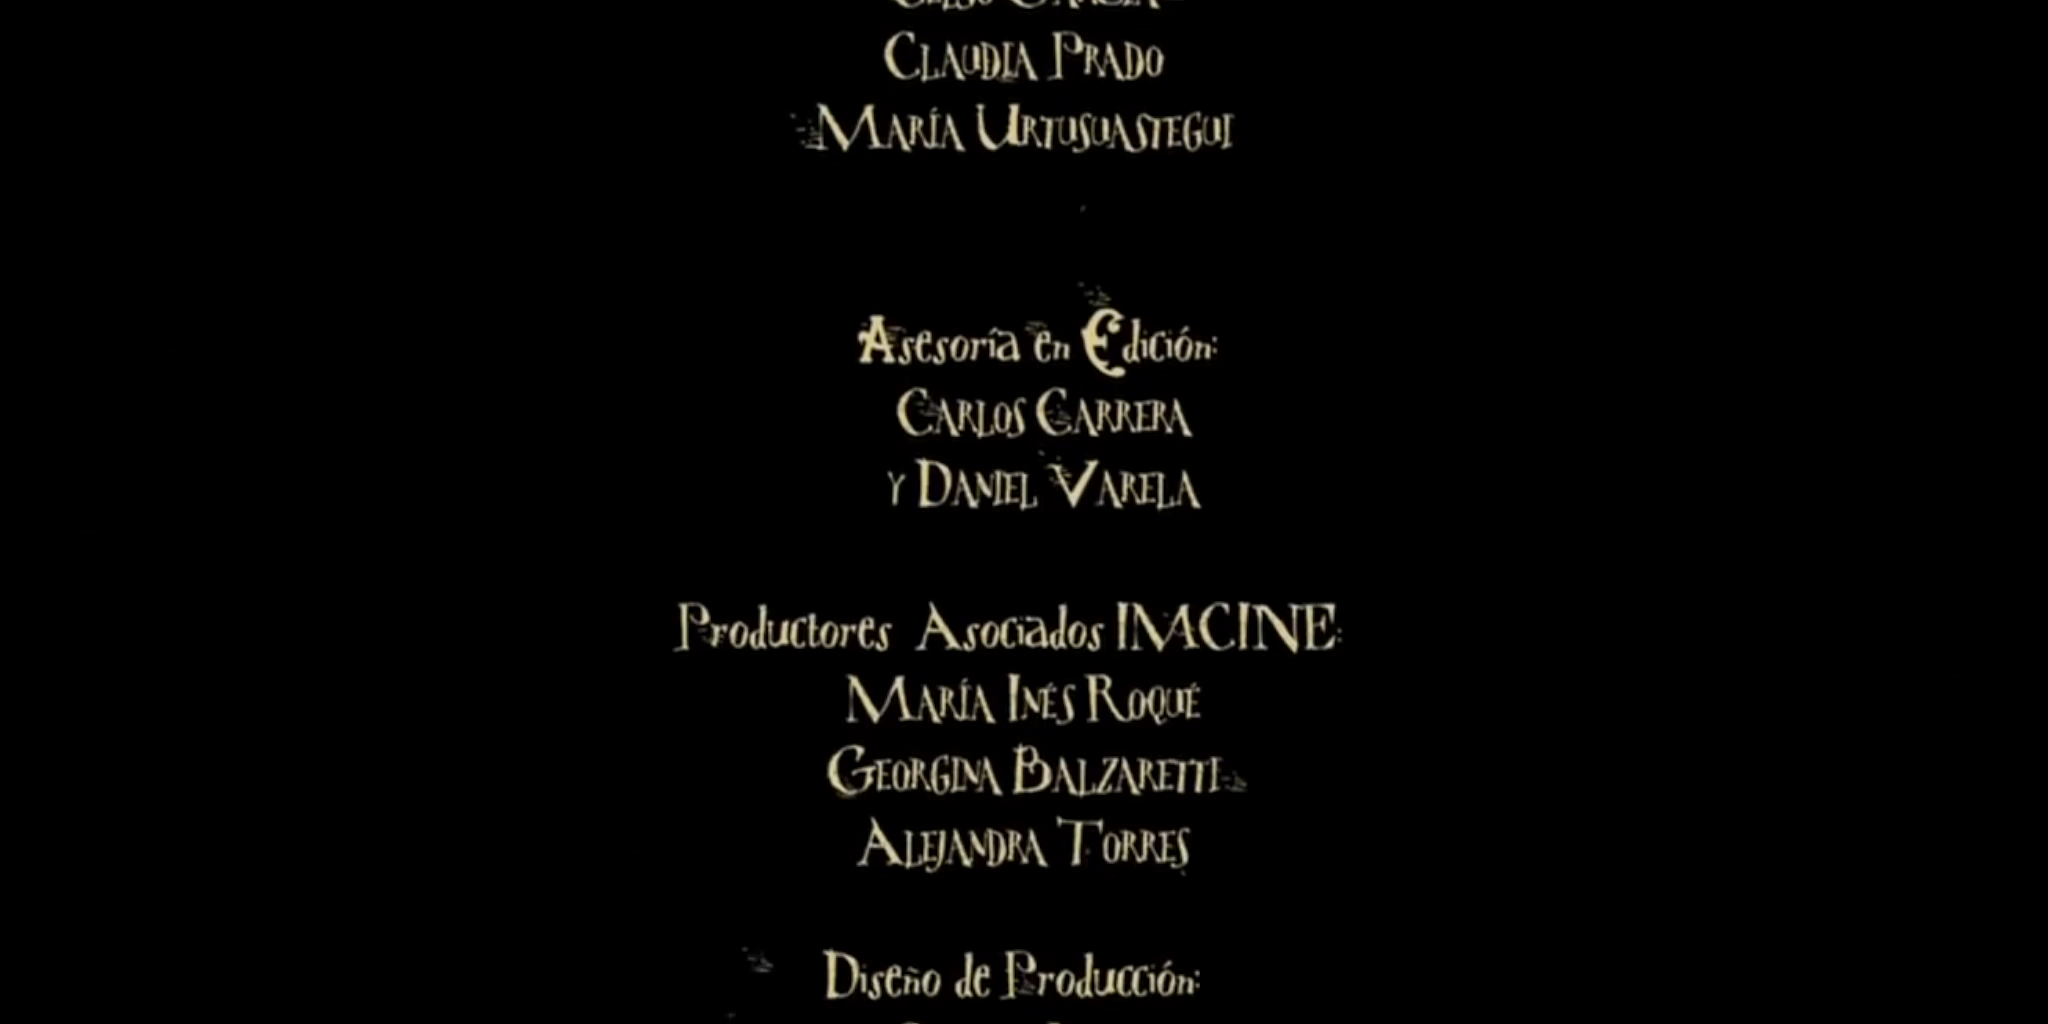 Claudia Prado
María Urtusuastegui
Asesoría en Edición:
Carlos Carrera
y Daniel Varela
Productores Asociados IMCINE:
María Inés Roqué
Georgina Balzaretti
Alejandra Torres
Diseño de Producción: